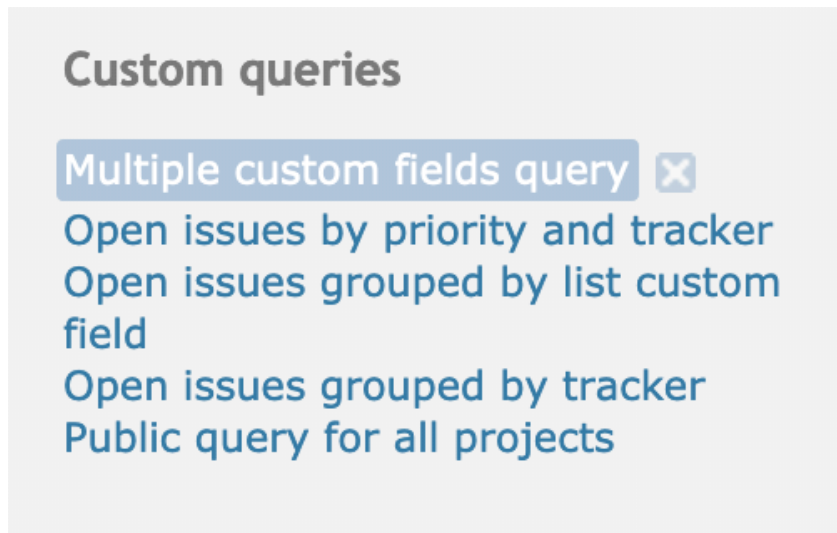 Custom queries
Multiple custom fields query
Open issues by priority and tracker
Open issues grouped by list custom
field
Open issues grouped by tracker
Public query for all projects